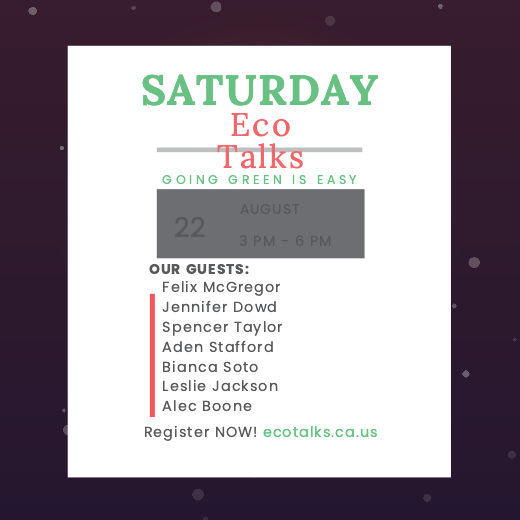 SATURDAY
Eco
Talks
GOING GREEN IS EASY
22
AUGUST
3 PM - 6 PM
OUR GUESTS:
Felix McGregor
Jennifer Dowd
Spencer Taylor
Aden Stafford
Bianca Soto
Leslie Jackson
Alec Boone
Register NOW! ecotalks.ca.us